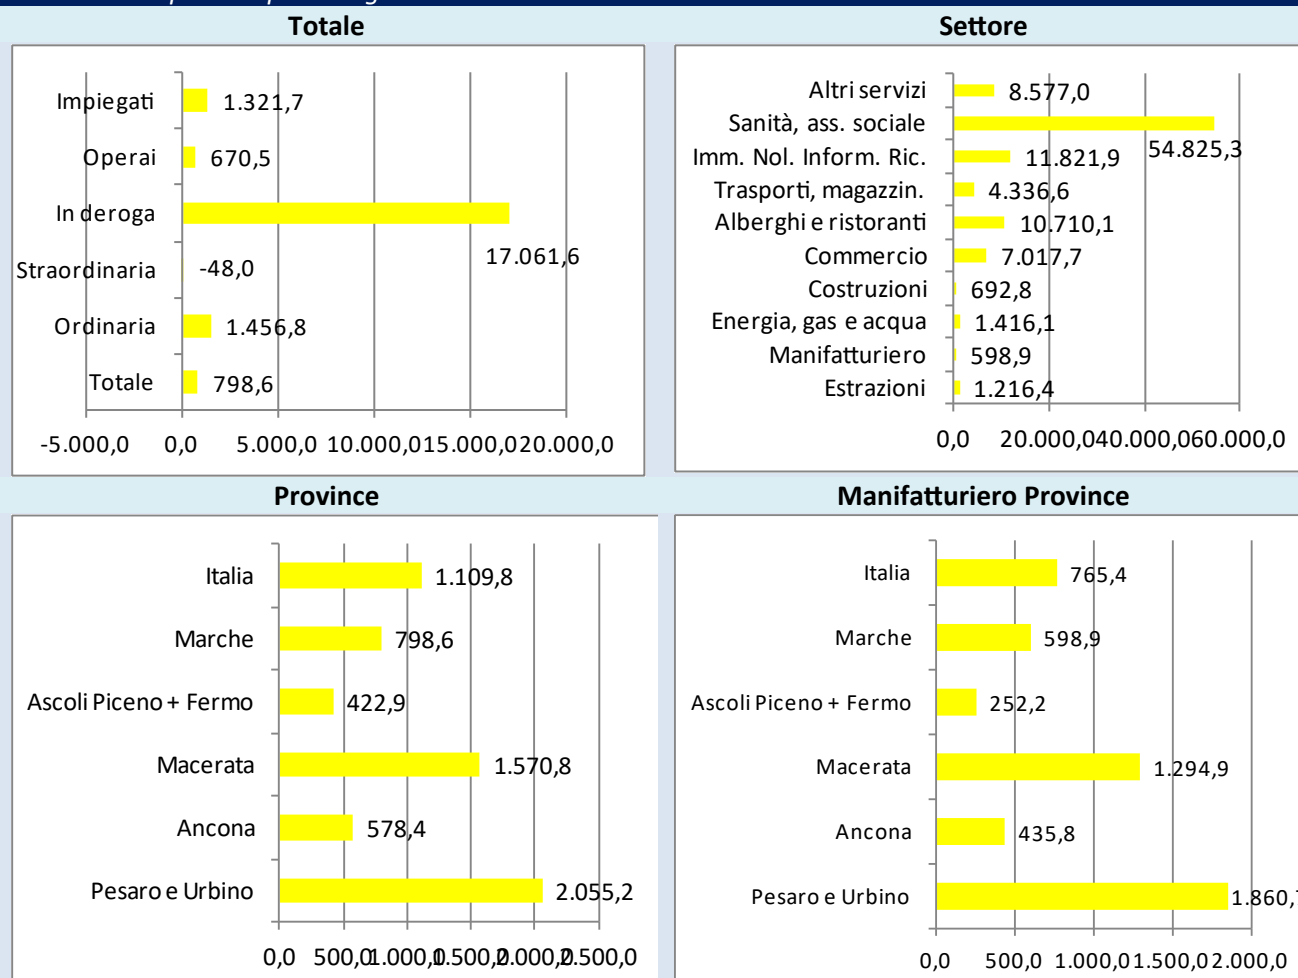 Totale
Impiegati 1.321,7
Operai 670,5
In deroga
17.061,6
Straordinaria -48,0
Ordinaria 1.456,8
Totale 798,6
-5.000,0 0,0 5.000,0 10.000,0 15.000,0 20.000,0
Settore
Altri servizi 8.577,0
Sanità, ass. sociale
54.825,3
Imm. Nol. Inform. Ric. 11.821,9
Trasporti, magazzin. 4.336,6
Alberghi e ristoranti 10.710,1
Commercio 7.017,7
Costruzioni 692,8
Energia, gas e acqua 1.416,1
Manifatturiero 598,9
Estrazioni 1.216,4
0,0 20.000,0 40.000,0 60.000,0
Province
Italia 1.109,8
Marche 798,6
Ascoli Piceno + Fermo 422,9
Macerata 1.570,8
Ancona 578,4
Pesaro e Urbino 2.055,2
0,0 500,0 1.000,0 1.500,0 2.000,0 2.500,0
Manifatturiero Province
Italia 765,4
Marche 598,9
Ascoli Piceno + Fermo 252,2
Macerata 1.294,9
Ancona 435,8
Pesaro e Urbino 1.860,
0,0 500,0 1.000,0 1.500,0 2.000,0